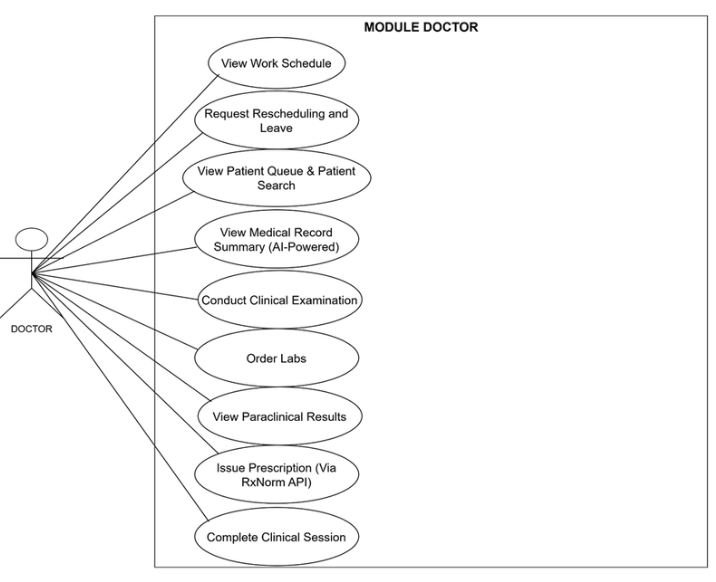 MODULE DOCTOR
View Work Schedule
Request Rescheduling and
Leave
View Patient Queue & Patient
Search
View Medical Record
Summary (AI-Powered)
Conduct Clinical Examination
DOCTOR
Order Labs
View Paraclinical Results
Issue Prescription (Via
RxNorm API)
Complete Clinical Session